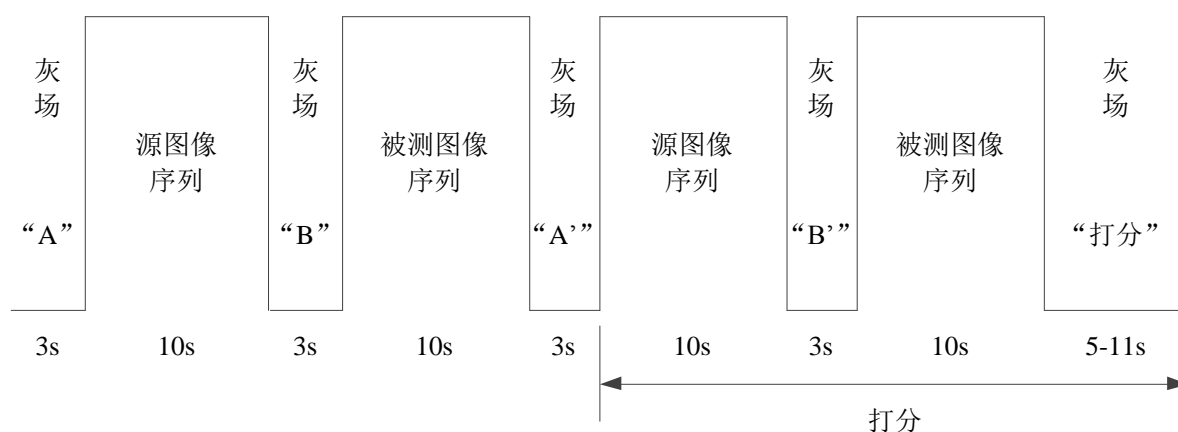 灰
场
灰
场
灰
场
灰
场
灰
场
源图像
序列
被测图像
序列
源图像
序列
被测图像
序列
“A”
“B”
“A’”
“B’”
“打分”
3s
10s
3s
10s
3s
10s
3s
10s
5-11s
打分